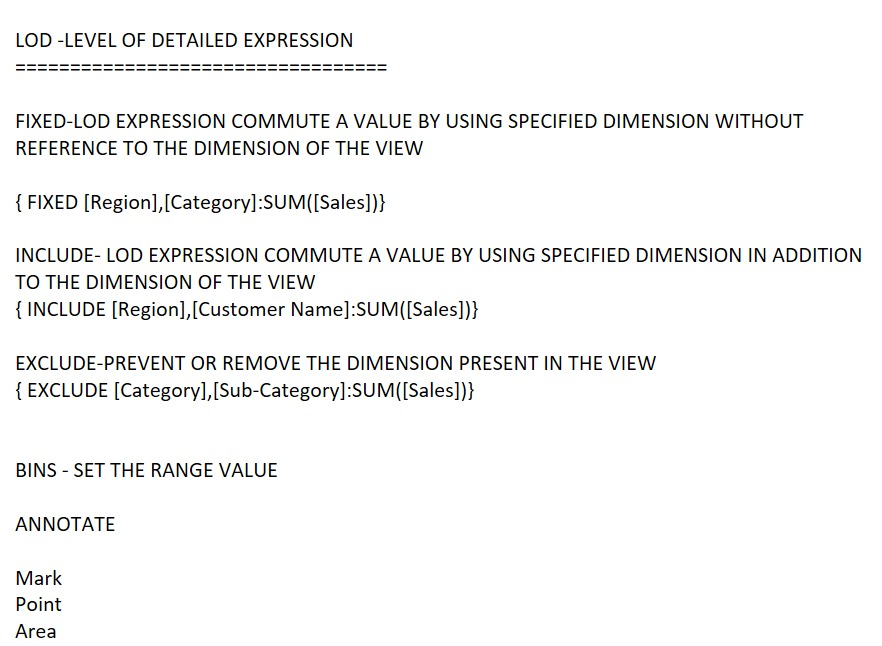 LOD -LEVEL OF DETAILED EXPRESSION
==================================
FIXED-LOD EXPRESSION COMMUTE A VALUE BY USING SPECIFIED DIMENSION WITHOUT
REFERENCE TO THE DIMENSION OF THE VIEW
{ FIXED [Region],[Category]:SUM([Sales])}
INCLUDE- LOD EXPRESSION COMMUTE A VALUE BY USING SPECIFIED DIMENSION IN ADDITION
TO THE DIMENSION OF THE VIEW
{ INCLUDE [Region],[Customer Name]:SUM([Sales])}
EXCLUDE-PREVENT OR REMOVE THE DIMENSION PRESENT IN THE VIEW
{ EXCLUDE [Category],[Sub-Category]:SUM([Sales])}
BINS - SET THE RANGE VALUE
ANNOTATE
Mark
Point
Area